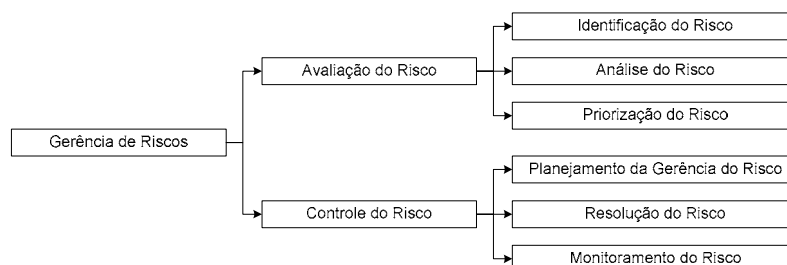 Gerência de Riscos
Avaliação do Risco
Identificação do Risco
Análise do Risco
Priorização do Risco
Controle do Risco
Planejamento da Gerência do Risco
Resolução do Risco
Monitoramento do Risco